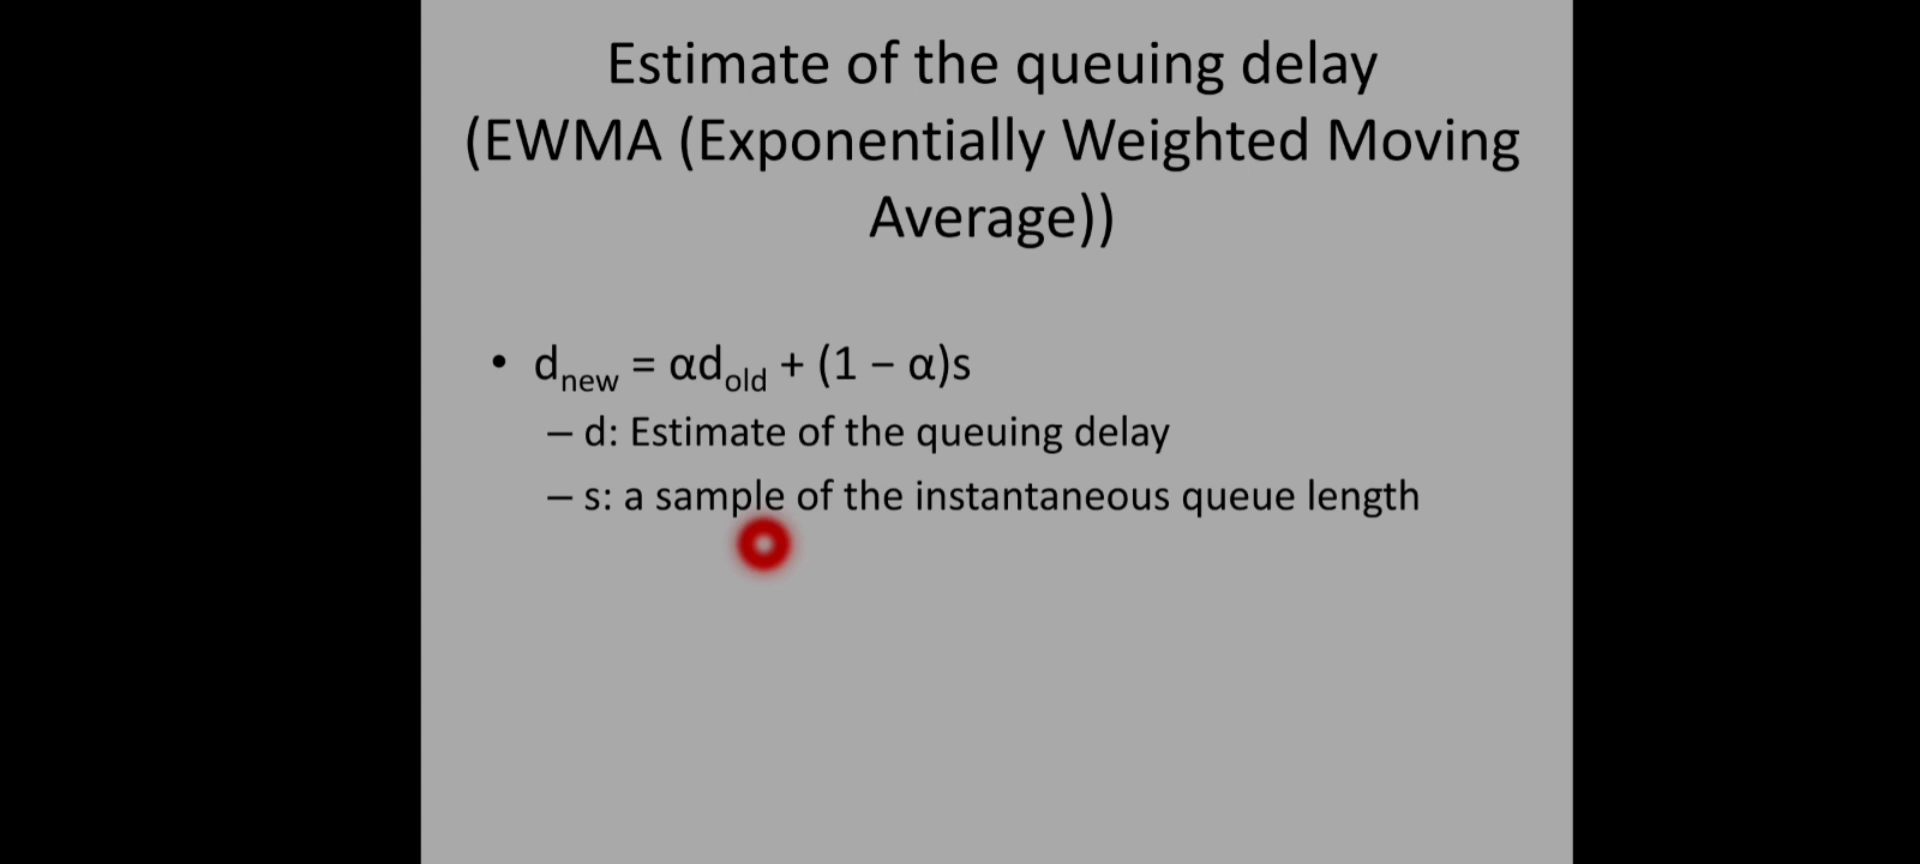 Estimate of the queuing delay
(EWMA (Exponentially Weighted Moving
Average))
• dnew = αdold + (1 – α)s
– d: Estimate of the queuing delay
– s: a sample of the instantaneous queue length